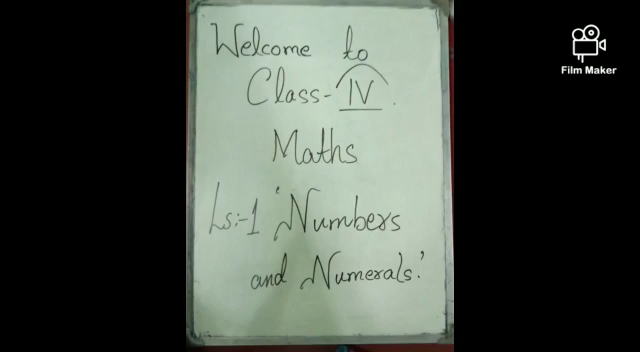 Welcome to
Class- IV.
Maths
Ls:-1 'Numbers
and Numerals.'
Film Maker